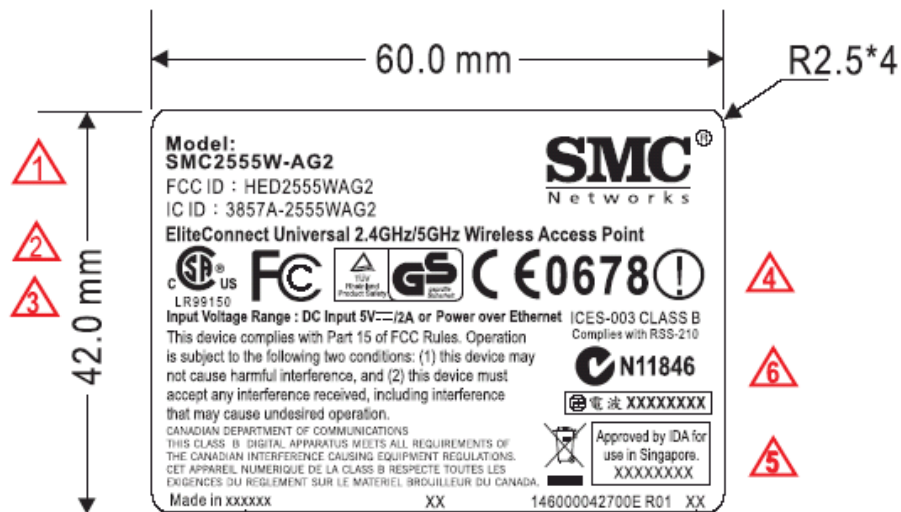 60.0 mm
R2.5*4
42.0 mm
1
2
3
4
6
5
Model:
SMC2555W-AG2
FCC ID : HED2555WAG2
IC ID : 3857A-2555WAG2
SMC®
Networks
EliteConnect Universal 2.4GHz/5GHz Wireless Access Point
C SA® US
LR99150
FC
TÜV
Rheinland
Product Safety
GS
geprüfte
Sicherheit
CE0678!
Input Voltage Range : DC Input 5V⎓/2A or Power over Ethernet
ICES-003 CLASS B
Complies with RSS-210
This device complies with Part 15 of FCC Rules. Operation
is subject to the following two conditions: (1) this device may
not cause harmful interference, and (2) this device must
accept any interference received, including interference
that may cause undesired operation.
N11846
電波 XXXXXXXX
CANADIAN DEPARTMENT OF COMMUNICATIONS
THIS CLASS B DIGITAL APPARATUS MEETS ALL REQUIREMENTS OF
THE CANADIAN INTERFERENCE CAUSING EQUIPMENT REGULATIONS.
CET APPAREIL NUMERIQUE DE LA CLASS B RESPECTE TOUTES LES
EXIGENCES DU REGLEMENT SUR LE MATERIEL BROUILLEUR DU CANADA.
Approved by IDA for
use in Singapore.
XXXXXXXX
Made in xxxxxx
XX
146000042700E R01 XX